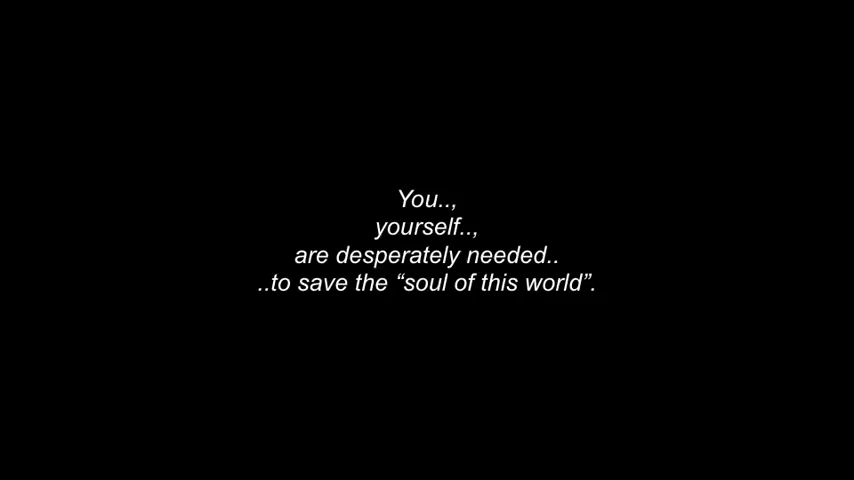 You..,
yourself..,
are desperately needed..
..to save the “soul of this world”.